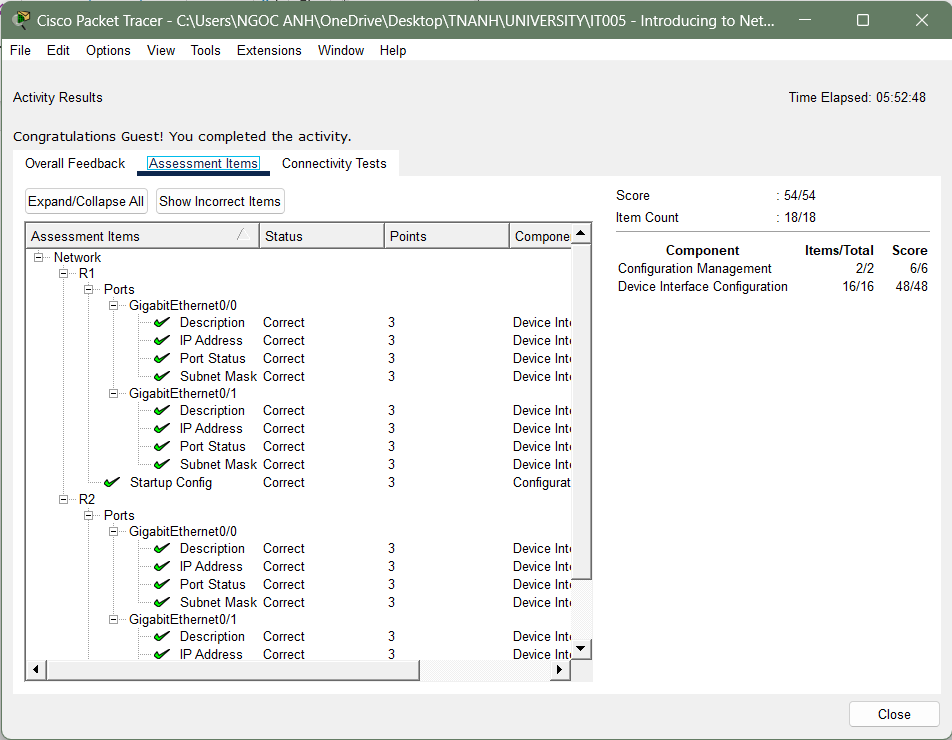 Cisco Packet Tracer - C:\Users\NGOC ANH\OneDrive\Desktop\TNANH\UNIVERSITY\IT005 - Introducing to Net...
File Edit Options View Tools Extensions Window Help
Activity Results
Time Elapsed: 05:52:48
Congratulations Guest! You completed the activity.
Overall Feedback Assessment Items Connectivity Tests
Expand/Collapse All Show Incorrect Items
Assessment Items Status Points Compone
Network
R1
Ports
GigabitEthernet0/0
Description Correct 3 Device Inte
IP Address Correct 3 Device Inte
Port Status Correct 3 Device Inte
Subnet Mask Correct 3 Device Inte
GigabitEthernet0/1
Description Correct 3 Device Inte
IP Address Correct 3 Device Inte
Port Status Correct 3 Device Inte
Subnet Mask Correct 3 Device Inte
Startup Config Correct 3 Configurat
R2
Ports
GigabitEthernet0/0
Description Correct 3 Device Inte
IP Address Correct 3 Device Inte
Port Status Correct 3 Device Inte
Subnet Mask Correct 3 Device Inte
GigabitEthernet0/1
Description Correct 3 Device Inte
IP Address Correct 3 Device Inte
Score : 54/54
Item Count : 18/18
Component Items/Total Score
Configuration Management 2/2 6/6
Device Interface Configuration 16/16 48/48
Close